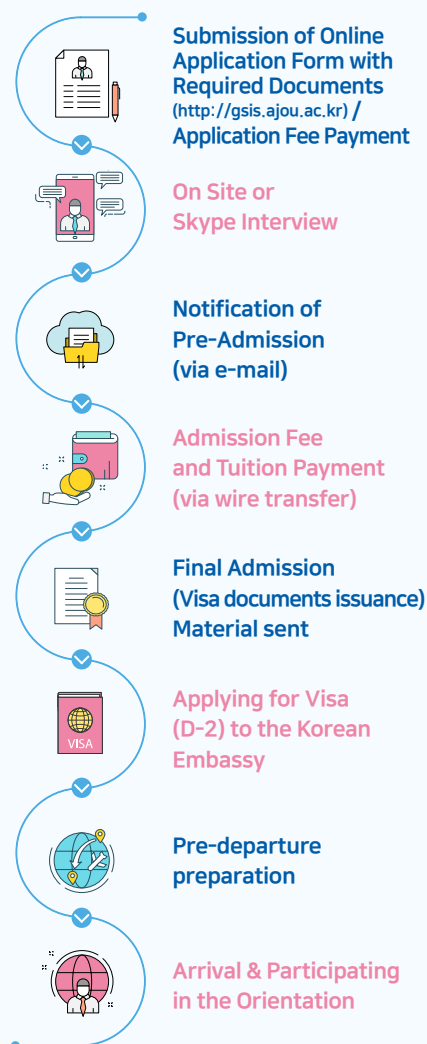 Submission of Online
Application Form with
Required Documents
(http://gsis.ajou.ac.kr) /
Application Fee Payment
On Site or
Skype Interview
Notification of
Pre-Admission
(via e-mail)
Admission Fee
and Tuition Payment
(via wire transfer)
Final Admission
(Visa documents issuance)
Material sent
VISA
Applying for Visa
(D-2) to the Korean
Embassy
Pre-departure
preparation
Arrival & Participating
in the Orientation